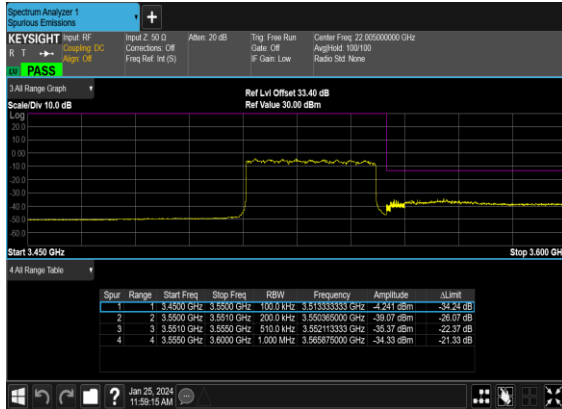 Spectrum Analyzer 1
Spurious Emissions
KEYSIGHT
R T
Input: RF
Coupling: DC
Align: Off
Input Z: 50 Ω
Corrections: Off
Freq Ref: Int (S)
Atten: 20 dB
Trig: Free Run
Gate: Off
IF Gain: Low
Center Freq: 22.005000000 GHz
Avg|Hold: 100/100
Radio Std: None
PASS
3 All Range Graph
Scale/Div 10.0 dB
Ref Lvl Offset 33.40 dB
Ref Value 30.00 dBm
Log
20.0
10.0
0.00
-10.0
-20.0
-30.0
-40.0
-50.0
-60.0
Start 3.450 GHz
Stop 3.600 GH
4 All Range Table
Spur Range Start Freq Stop Freq RBW Frequency Amplitude ΔLimit
1 1 3.4500 GHz 3.5500 GHz 100.0 kHz 3.513333333 GHz -4.241 dBm -34.24 dB
2 2 3.5500 GHz 3.5510 GHz 200.0 kHz 3.550365000 GHz -39.07 dBm -26.07 dB
3 3 3.5510 GHz 3.5550 GHz 510.0 kHz 3.552113333 GHz -35.37 dBm -22.37 dB
4 4 3.5550 GHz 3.6000 GHz 1.000 MHz 3.565875000 GHz -34.33 dBm -21.33 dB
Jan 25, 2024
11:59:15 AM